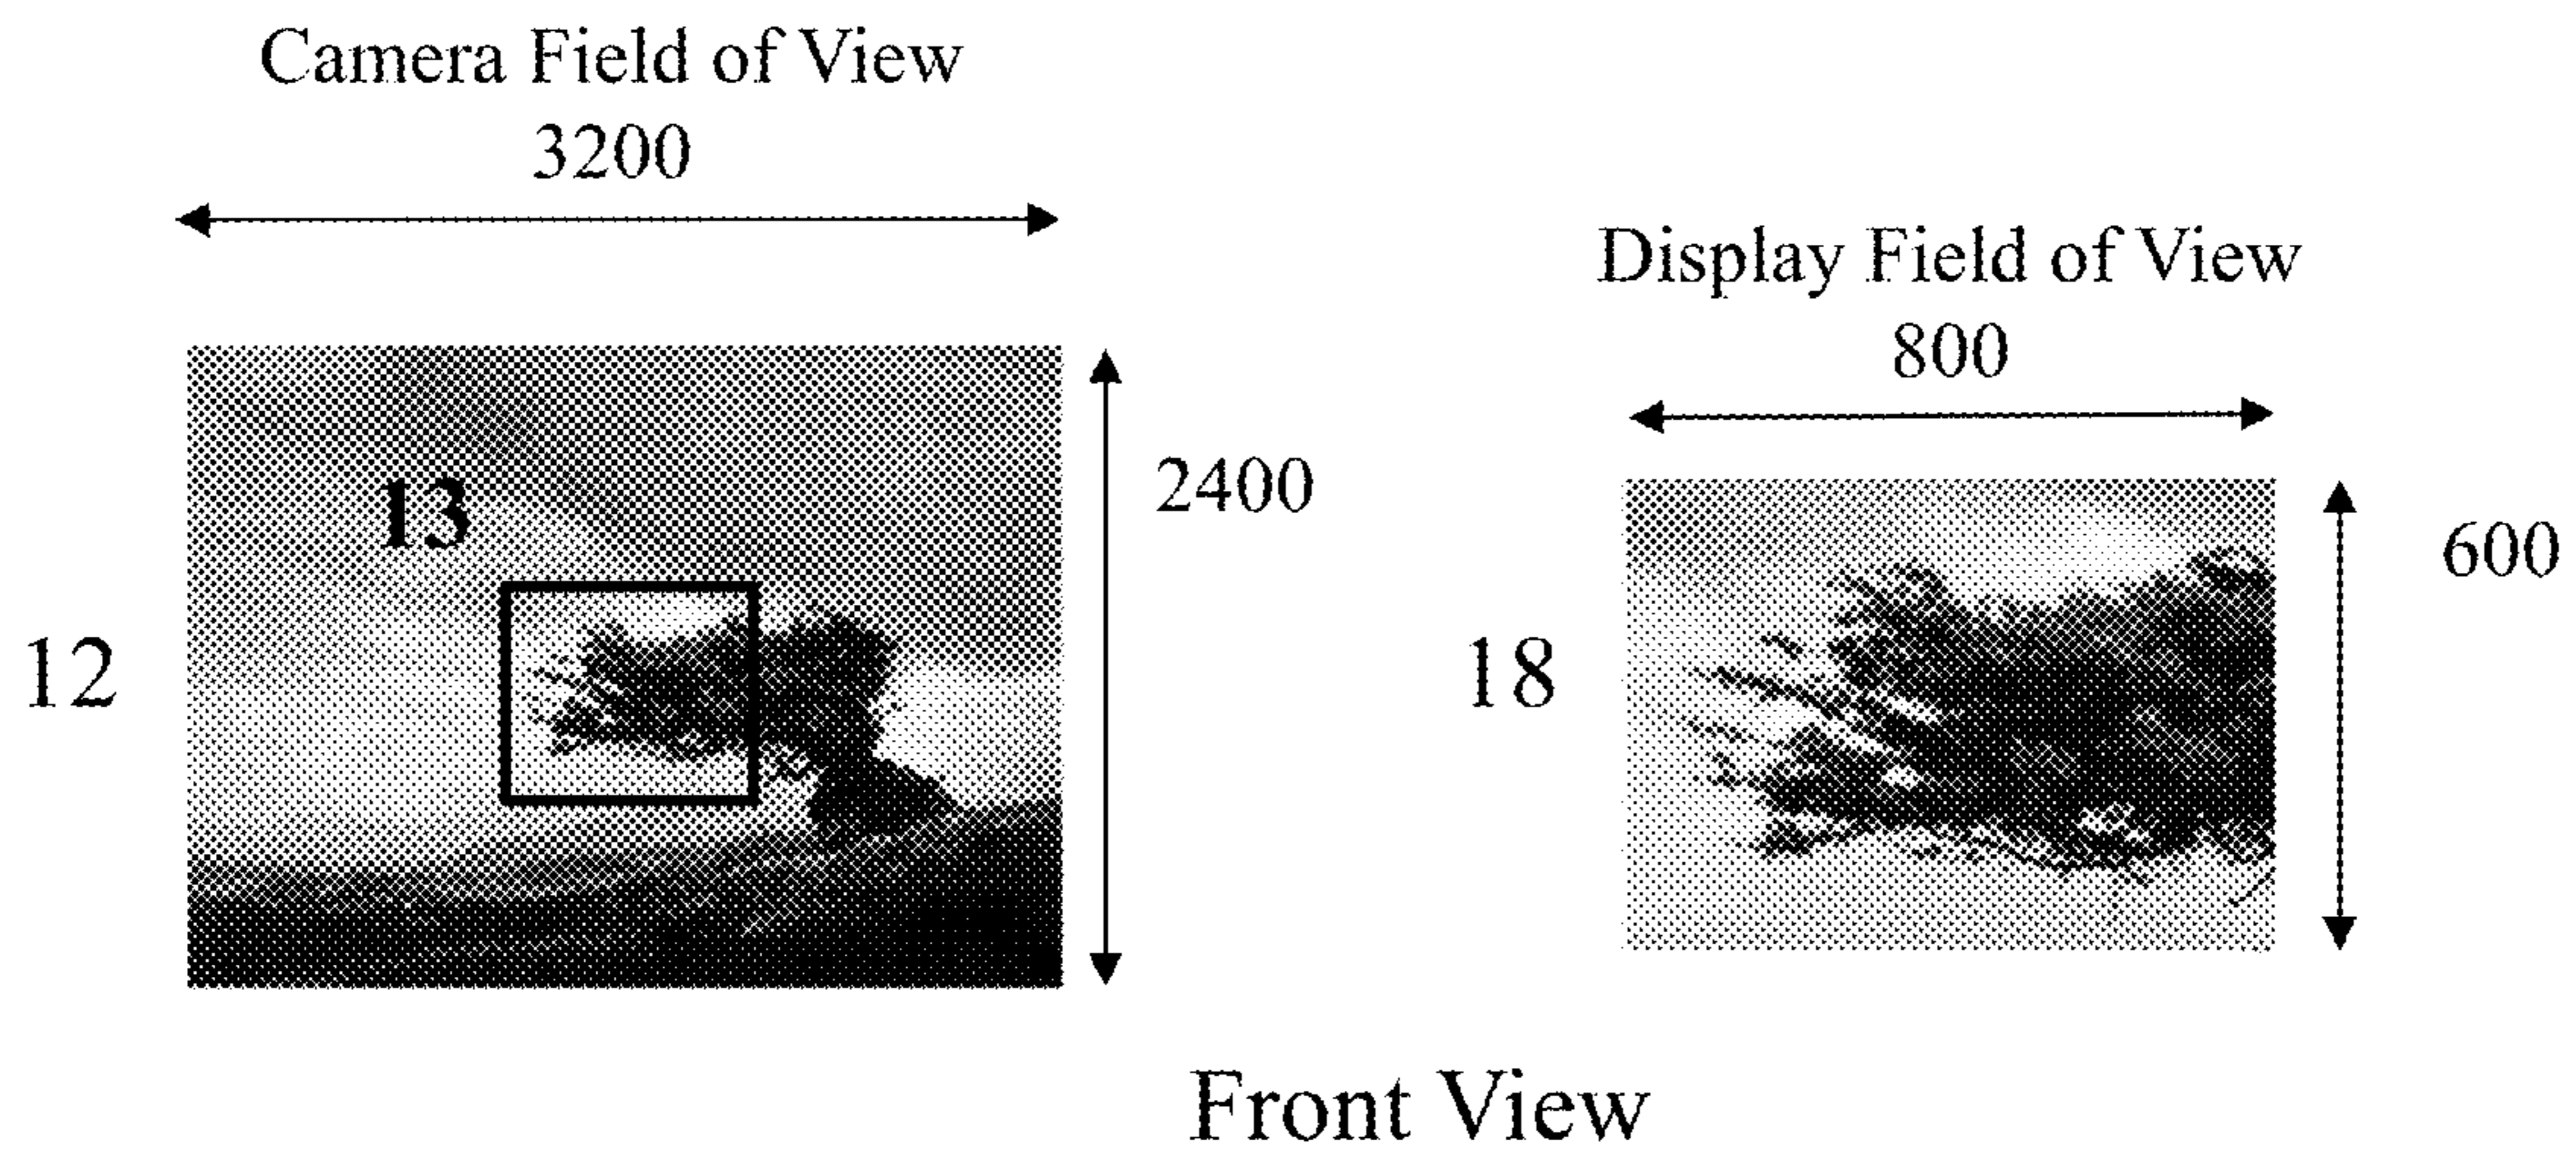 Camera Field of View
3200
Display Field of View
800
2400
13
600
12
18
Front View